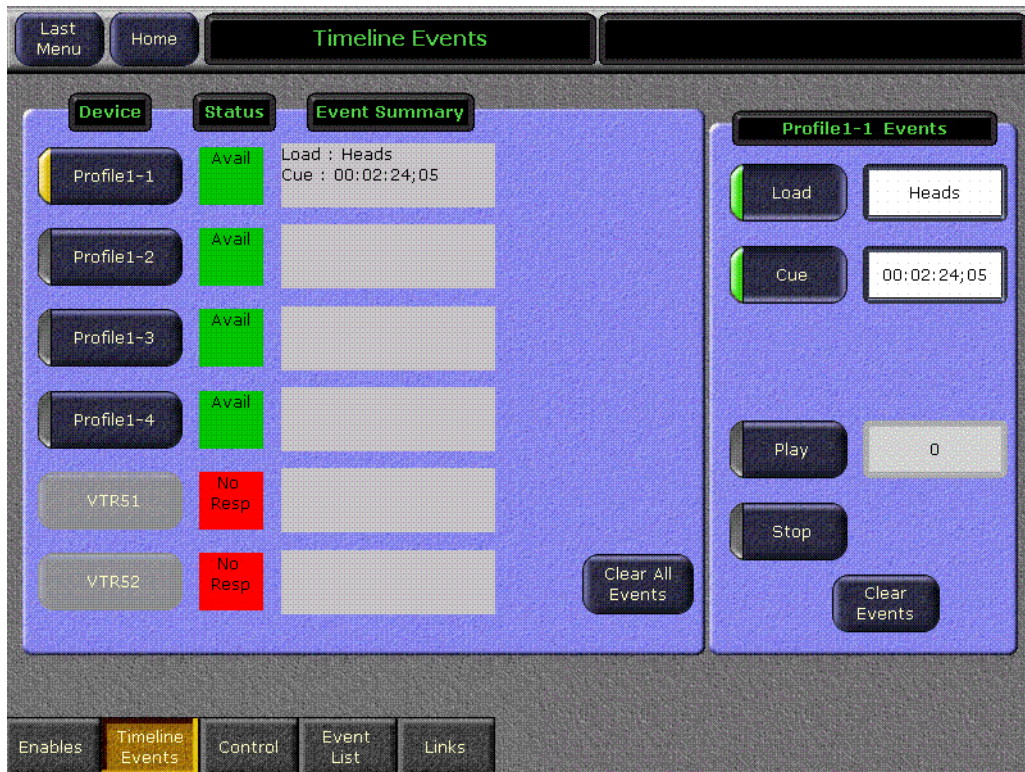 Last
Menu
Home
Timeline Events
Device
Status
Event Summary
Profile1-1
Avail
Load : Heads
Cue : 00:02:24;05
Profile1-2
Avail
Profile1-3
Avail
Profile1-4
Avail
VTR51
No
Resp
VTR52
No
Resp
Clear All
Events
Profile1-1 Events
Load
Heads
Cue
00:02:24;05
Play
0
Stop
Clear
Events
Enables
Timeline
Events
Control
Event
List
Links